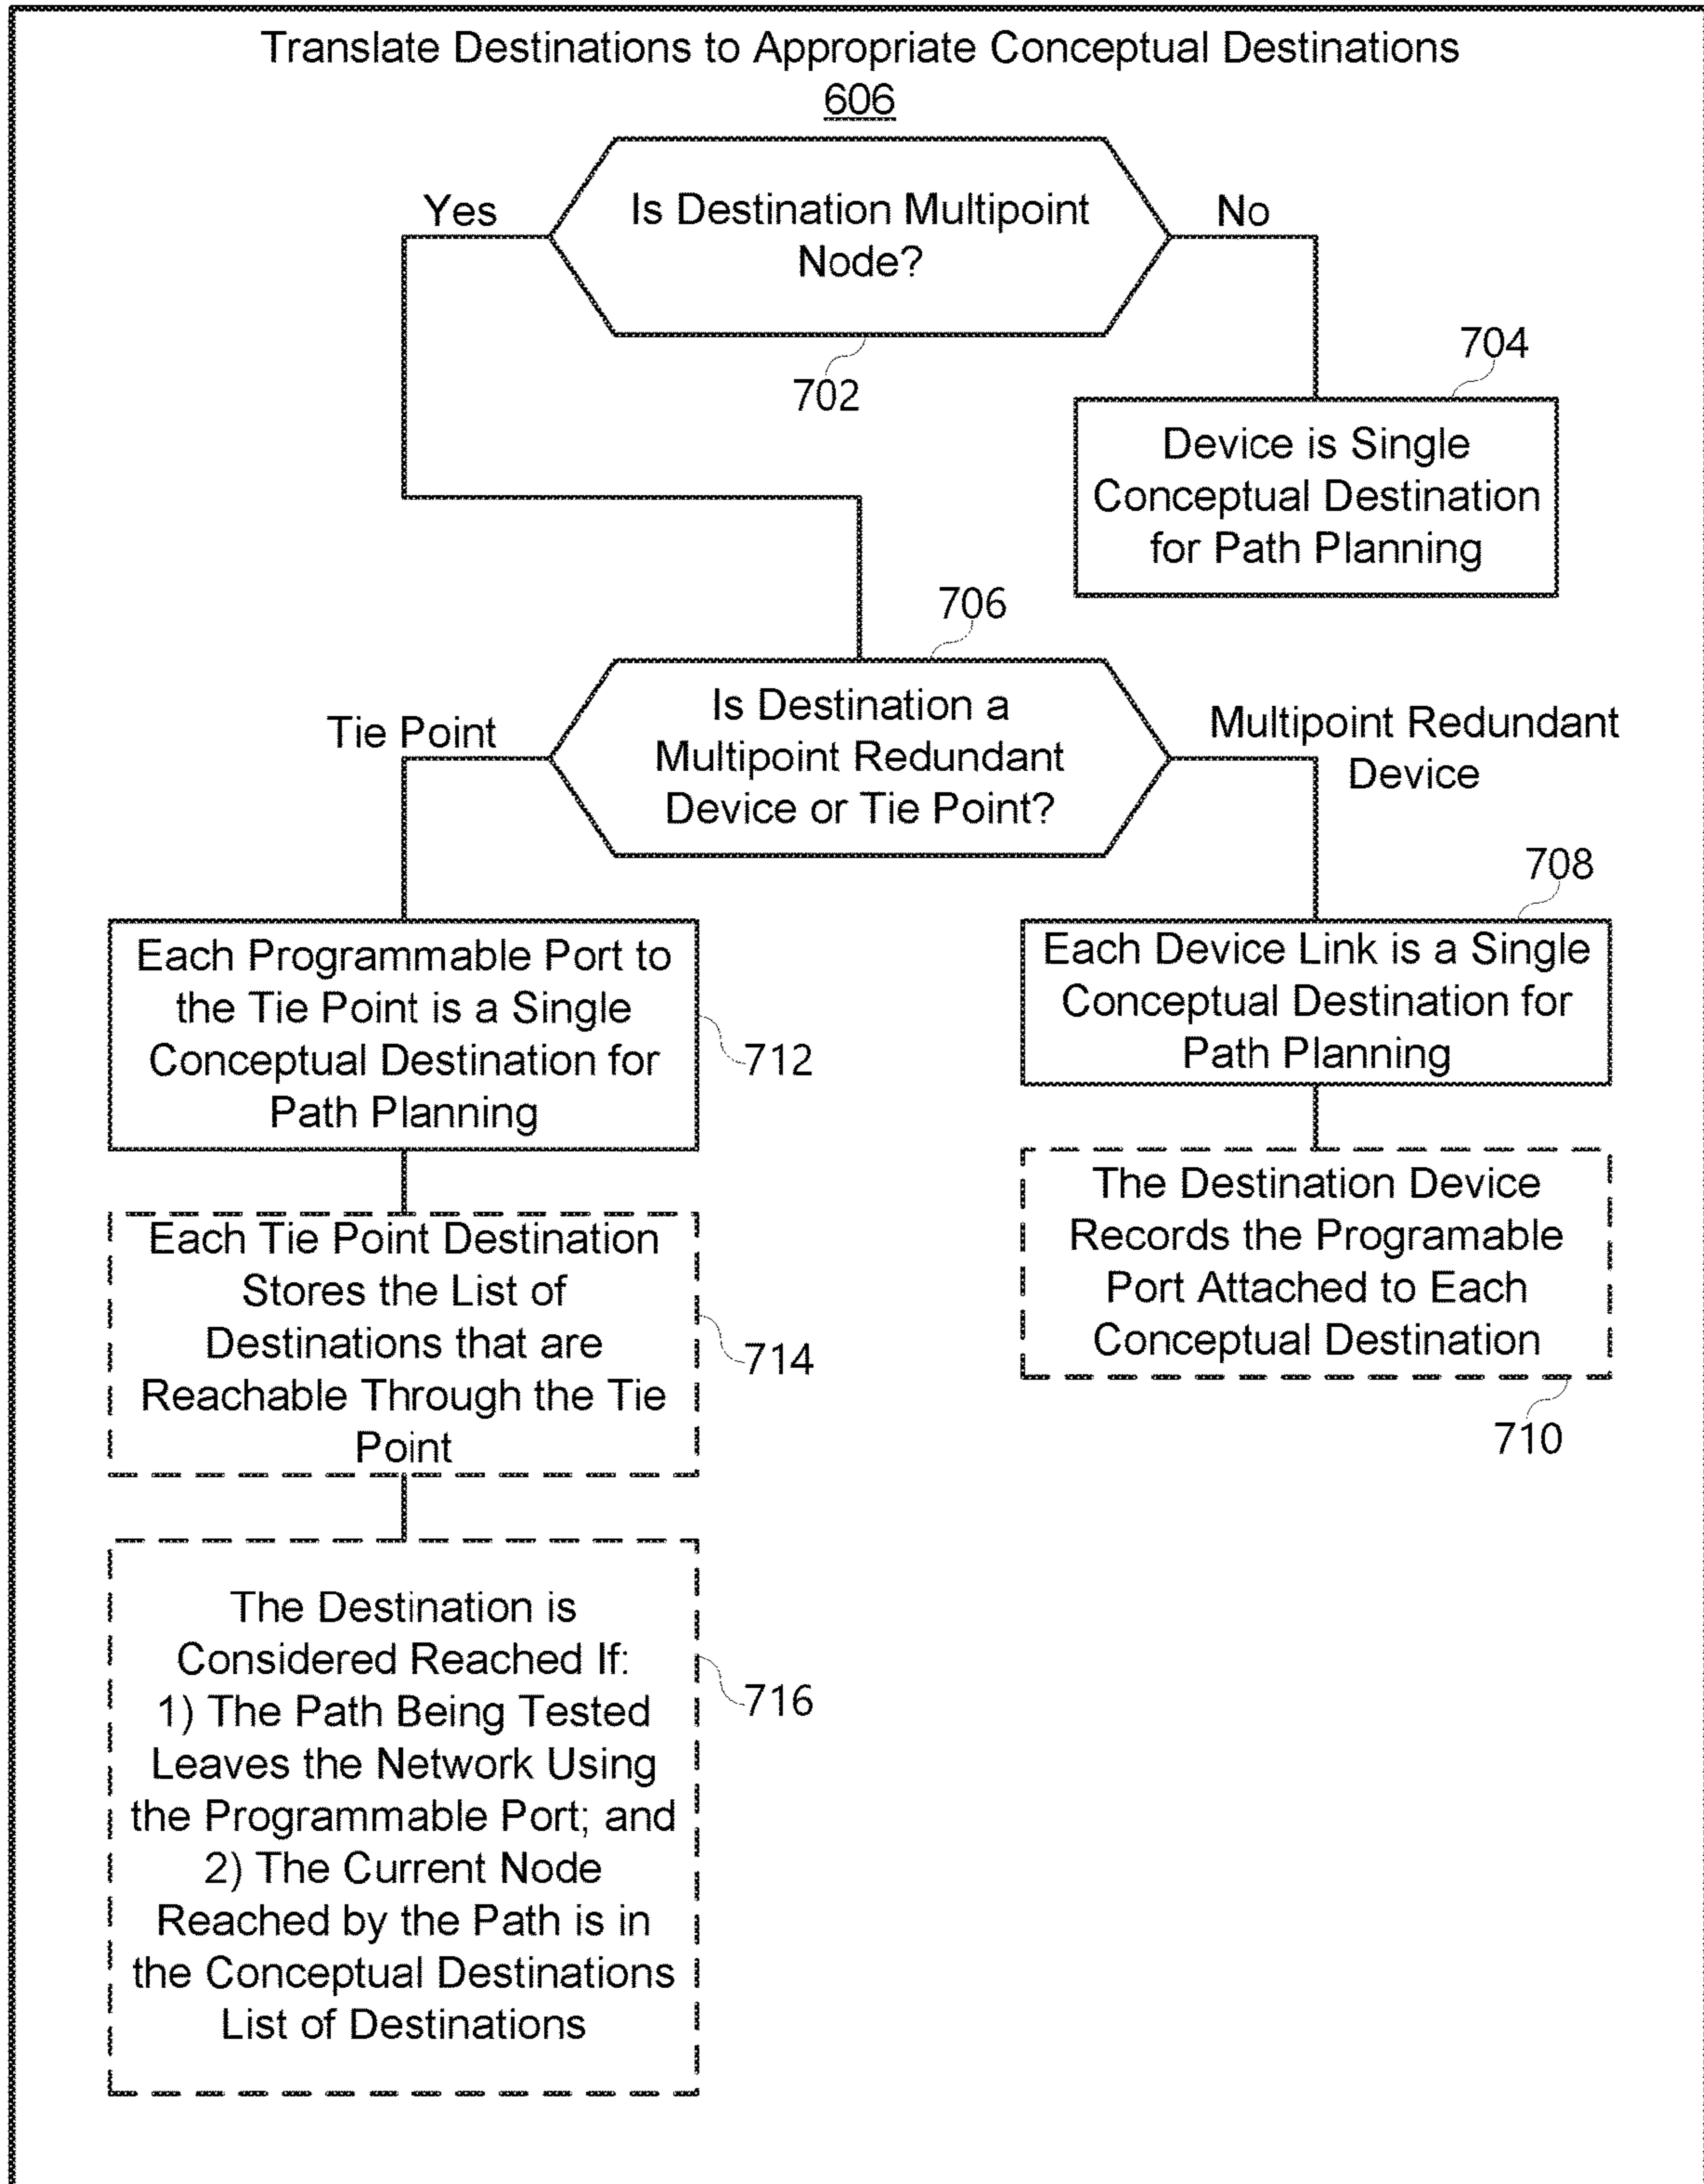 Translate Destinations to Appropriate Conceptual Destinations
606
Yes
Is Destination Multipoint
Node?
No
702
704
Device is Single
Conceptual Destination
for Path Planning
706
Tie Point
Is Destination a
Multipoint Redundant
Device or Tie Point?
Multipoint Redundant
Device
708
Each Programmable Port to
the Tie Point is a Single
Conceptual Destination for
Path Planning
712
Each Device Link is a Single
Conceptual Destination for
Path Planning
The Destination Device
Records the Programable
Port Attached to Each
Conceptual Destination
710
Each Tie Point Destination
Stores the List of
Destinations that are
Reachable Through the Tie
Point
714
The Destination is
Considered Reached If:
1) The Path Being Tested
Leaves the Network Using
the Programmable Port; and
2) The Current Node
Reached by the Path is in
the Conceptual Destinations
List of Destinations
716